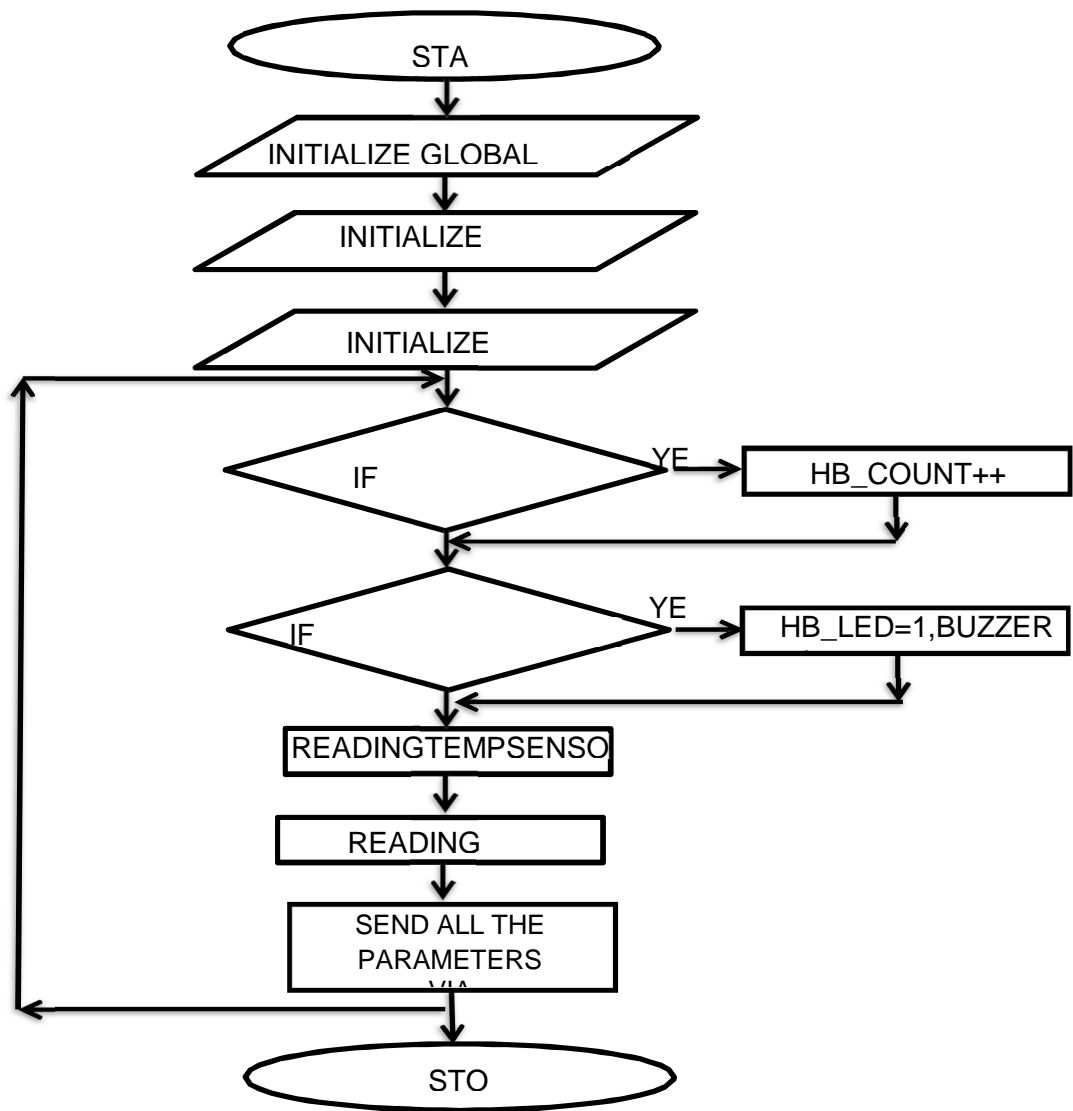 STA
INITIALIZE GLOBAL
INITIALIZE
INITIALIZE
IF
YE
HB_COUNT++
IF
YE
HB_LED=1,BUZZER
READINGTEMPSENSO
READING
SEND ALL THE
PARAMETERS
VIA
STO